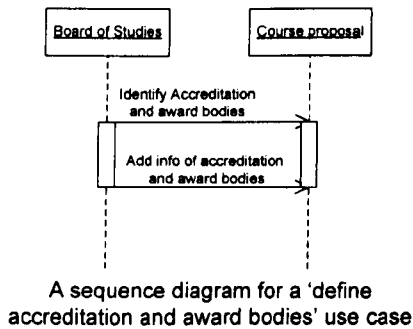 Board of Studies
Course proposal
Identify Accreditation
and award bodies
Add info of accreditation
and award bodies
A sequence diagram for a 'define
accreditation and award bodies' use case